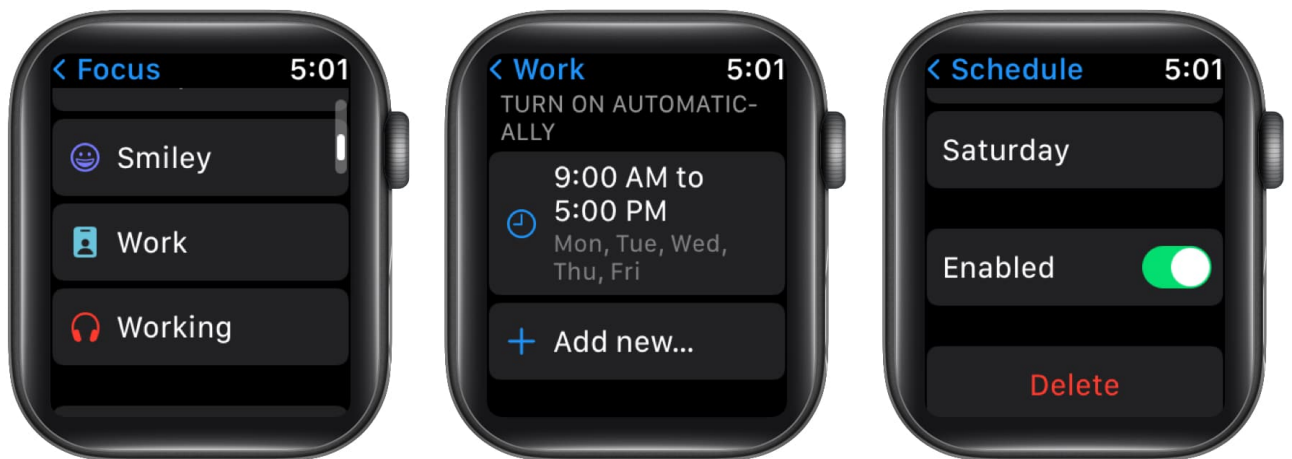 < Focus 5:01
Smiley
Work
Working
< Work 5:01
TURN ON AUTOMATIC-
ALLY
9:00 AM to
5:00 PM
Mon, Tue, Wed,
Thu, Fri
+ Add new...
< Schedule 5:01
Saturday
Enabled
Delete